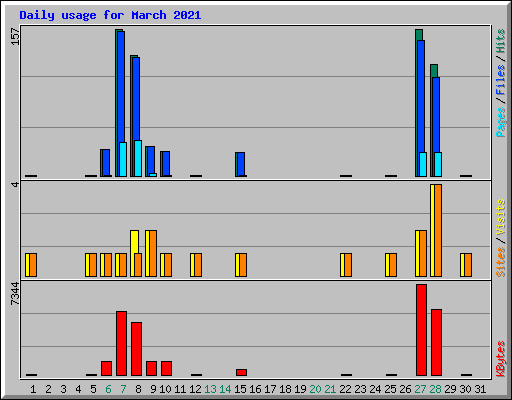 Daily usage for March 2021
157
Pages / Files / Hits
4
Sites / Visits
7344
KBytes
1 2 3 4 5 6 7 8 9 10 11 12 13 14 15 16 17 18 19 20 21 22 23 24 25 26 27 28 29 30 31